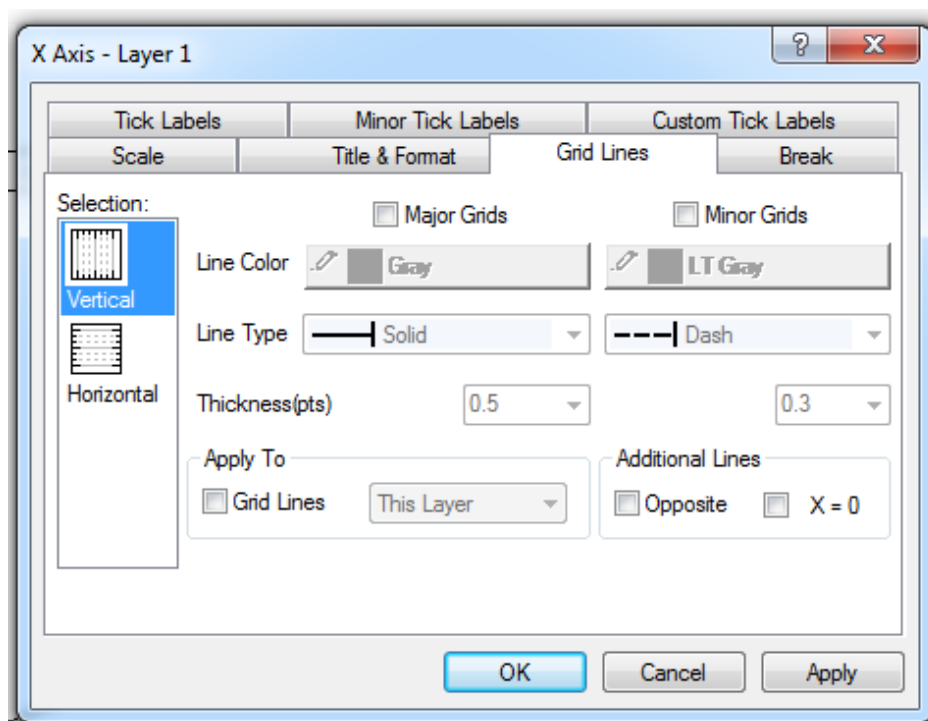 X Axis - Layer 1
?
Tick Labels
Minor Tick Labels
Custom Tick Labels
Scale
Title & Format
Grid Lines
Break
Selection:
Vertical
Horizontal
Major Grids
Minor Grids
Line Color
Gray
LT Gray
Line Type
Solid
Dash
Thickness(pts)
0.5
0.3
Apply To
Grid Lines
This Layer
Additional Lines
Opposite
X = 0
OK
Cancel
Apply